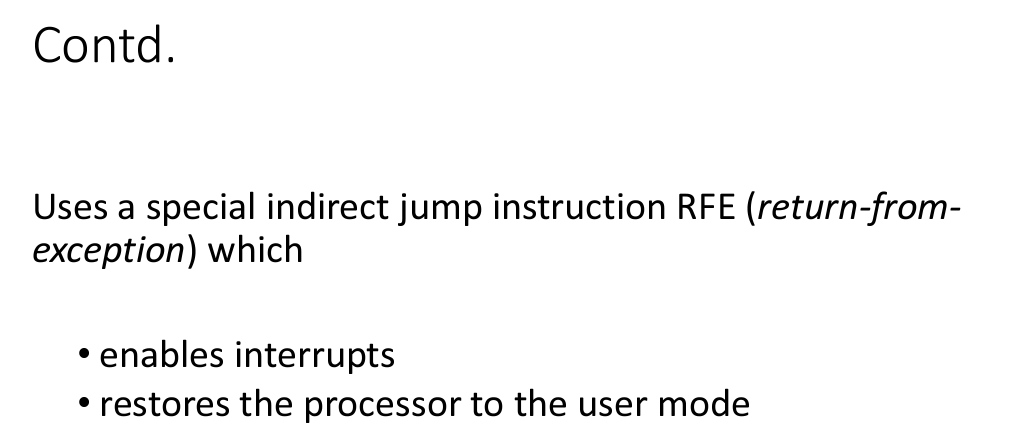 Contd.
Uses a special indirect jump instruction RFE (return-from-
exception) which
• enables interrupts
• restores the processor to the user mode